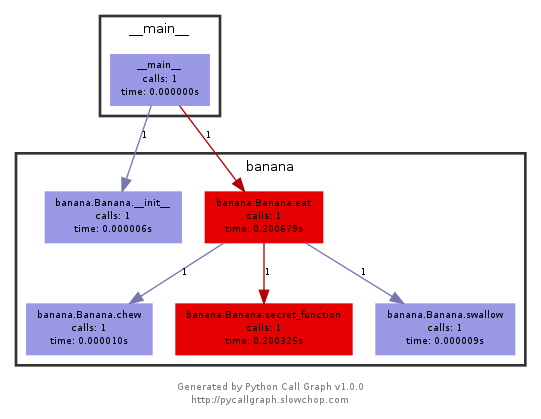 __main__
__main__
calls: 1
time: 0.000000s
1
1
banana
banana.Banana.__init__
calls: 1
time: 0.000006s
banana.Banana.eat
calls: 1
time: 0.200679s
1
1
1
banana.Banana.chew
calls: 1
time: 0.000010s
banana.Banana.secret_function
calls: 1
time: 0.200325s
banana.Banana.swallow
calls: 1
time: 0.000009s
Generated by Python Call Graph v1.0.0
http://pycallgraph.slowchop.com